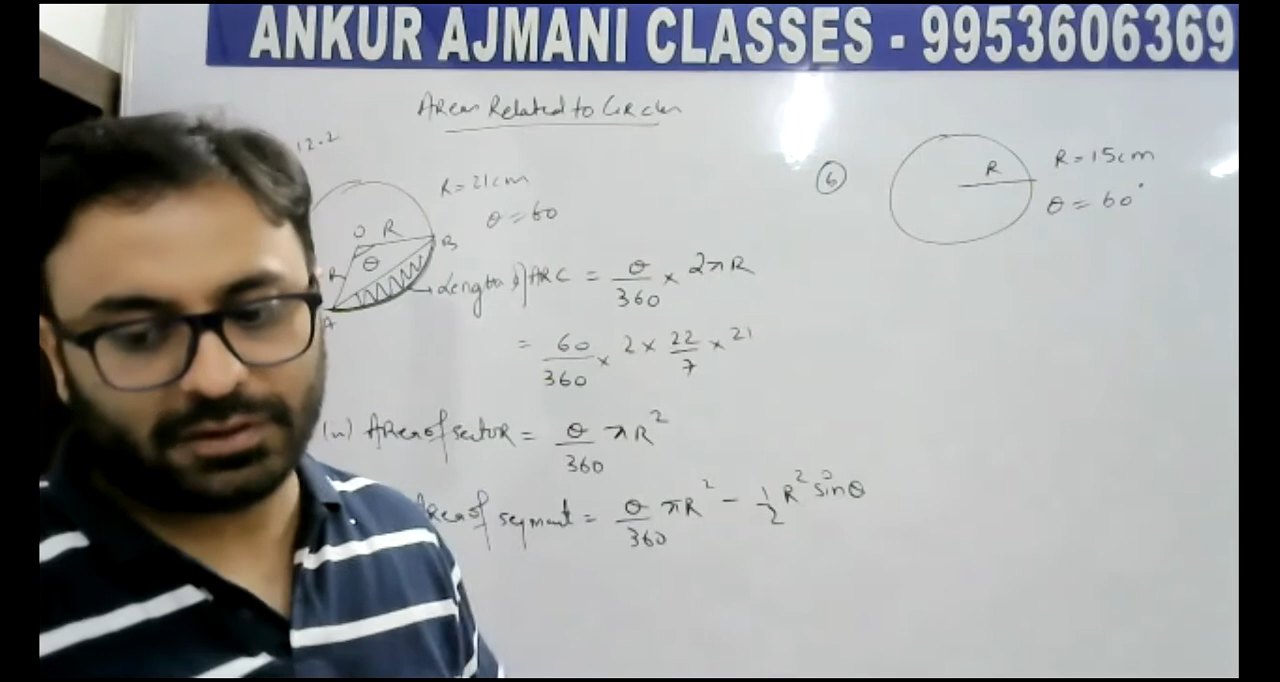 ANKUR AJMANI CLASSES - 9953606369
Area Related to Circles
12.2
R = 21cm
θ = 60
O R
B
θ
R
A
Length of ARC = θ/360 × 2πR
= 60/360 × 2 × 22/7 × 21
(ii) Area of sector = θ/360 πR²
Area of segment = θ/360 πR² - 1/2 R² sinθ
6
R
R = 15cm
θ = 60°